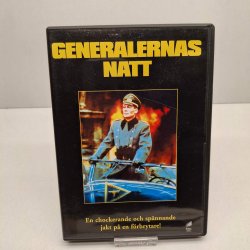 GENERALERNAS
NATT
En chockerande och spännande
jakt på en förbrytare!